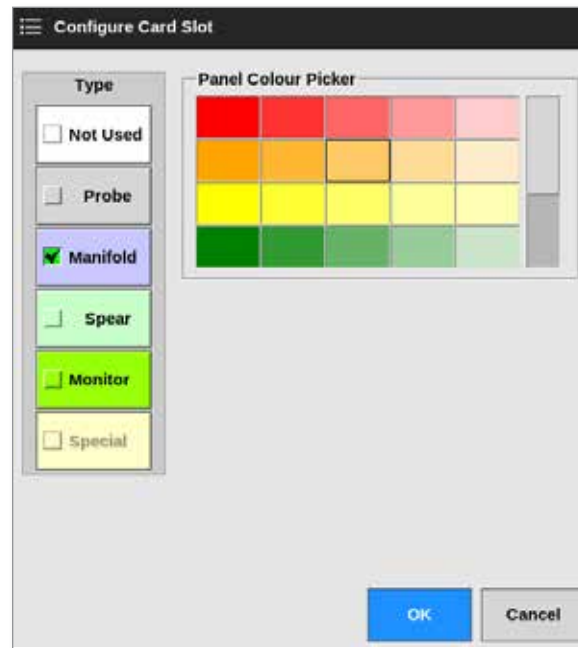 Configure Card Slot
Type
Not Used
Probe
Manifold
Spear
Monitor
Special
Panel Colour Picker
OK
Cancel